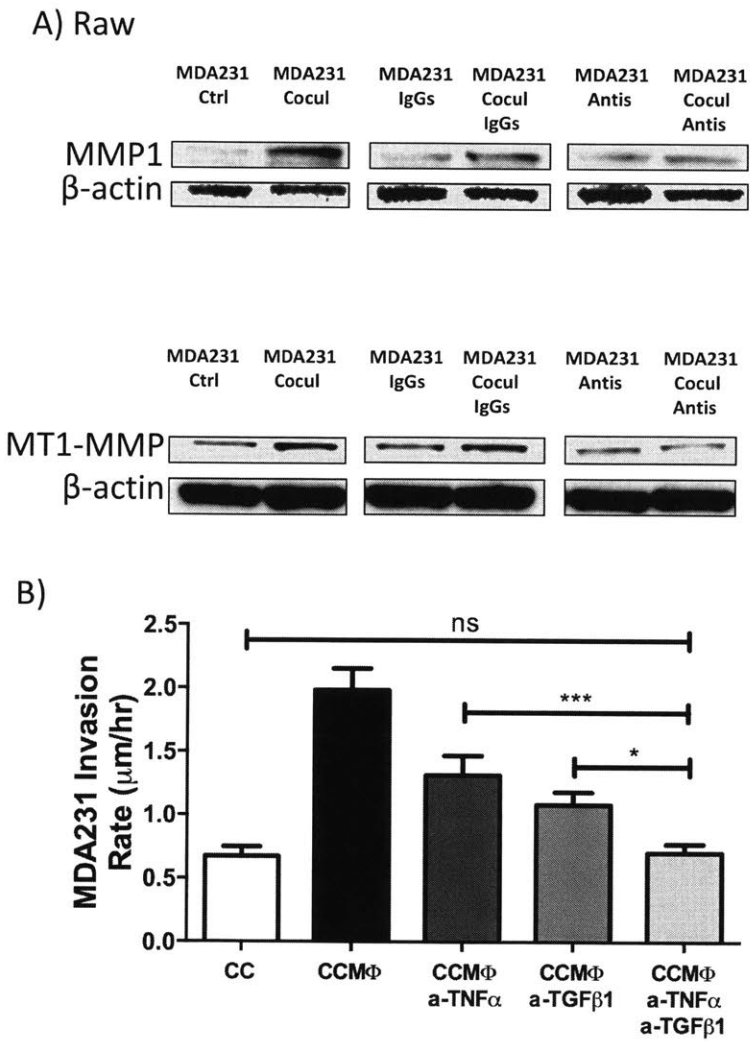 A) Raw
MDA231 Ctrl MDA231 Cocul MDA231 IgGs MDA231 Cocul IgGs MDA231 Antis MDA231 Cocul Antis
MMP1
β-actin
MDA231 Ctrl MDA231 Cocul MDA231 IgGs MDA231 Cocul IgGs MDA231 Antis MDA231 Cocul Antis
MT1-MMP
β-actin
B)
MDA231 Invasion
Rate (μm/hr)
2.5
2.0
1.5
1.0
0.5
0.0
ns
***
*
CC CCMΦ CCMΦ a-TNFα CCMΦ a-TGFβ1 CCMΦ a-TNFα a-TGFβ1